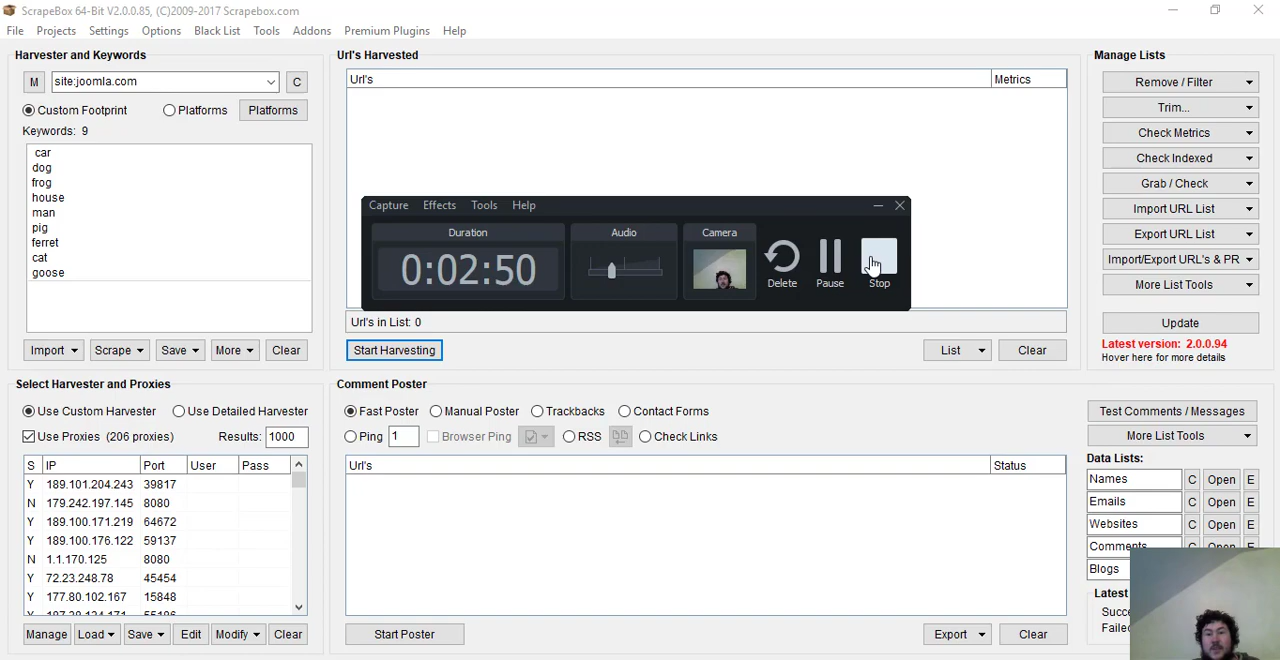 ScrapeBox 64-Bit V2.0.0.85, (C)2009-2017 Scrapebox.com
File Projects Settings Options Black List Tools Addons Premium Plugins Help
Harvester and Keywords
M site:joomla.com C
Custom Footprint Platforms Platforms
Keywords: 9
car
dog
frog
house
man
pig
ferret
cat
goose
Import Scrape Save More Clear
Url's Harvested
Url's Metrics
Capture Effects Tools Help
Duration Audio Camera
0:02:50
Delete Pause Stop
Url's in List: 0
Start Harvesting List Clear
Manage Lists
Remove / Filter
Trim...
Check Metrics
Check Indexed
Grab / Check
Import URL List
Export URL List
Import/Export URL's & PR
More List Tools
Update
Latest version: 2.0.0.94
Hover here for more details
Select Harvester and Proxies
Use Custom Harvester Use Detailed Harvester
Use Proxies (206 proxies) Results: 1000
S IP Port User Pass
Y 189.101.204.243 39817
N 179.242.197.145 8080
Y 189.100.171.219 64672
Y 189.100.176.122 59137
N 1.1.170.125 8080
Y 72.23.248.78 45454
Y 177.80.102.167 15848
Manage Load Save Edit Modify Clear
Comment Poster
Fast Poster Manual Poster Trackbacks Contact Forms
Ping 1 Browser Ping RSS Check Links
Url's Status
Start Poster Export Clear
Test Comments / Messages
More List Tools
Data Lists:
Names C Open E
Emails C Open E
Websites C Open E
Comments C Open E
Blogs
Latest
Succe
Failed